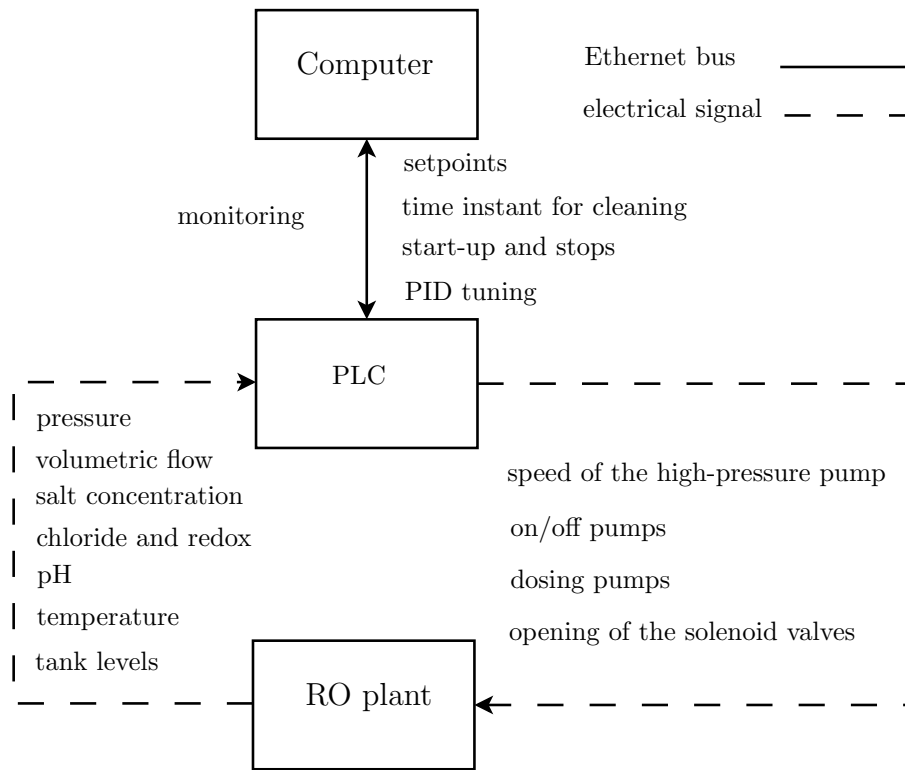 Computer
Ethernet bus
electrical signal
setpoints
monitoring
time instant for cleaning
start-up and stops
PID tuning
PLC
pressure
volumetric flow
salt concentration
chloride and redox
pH
temperature
tank levels
speed of the high-pressure pump
on/off pumps
dosing pumps
opening of the solenoid valves
RO plant